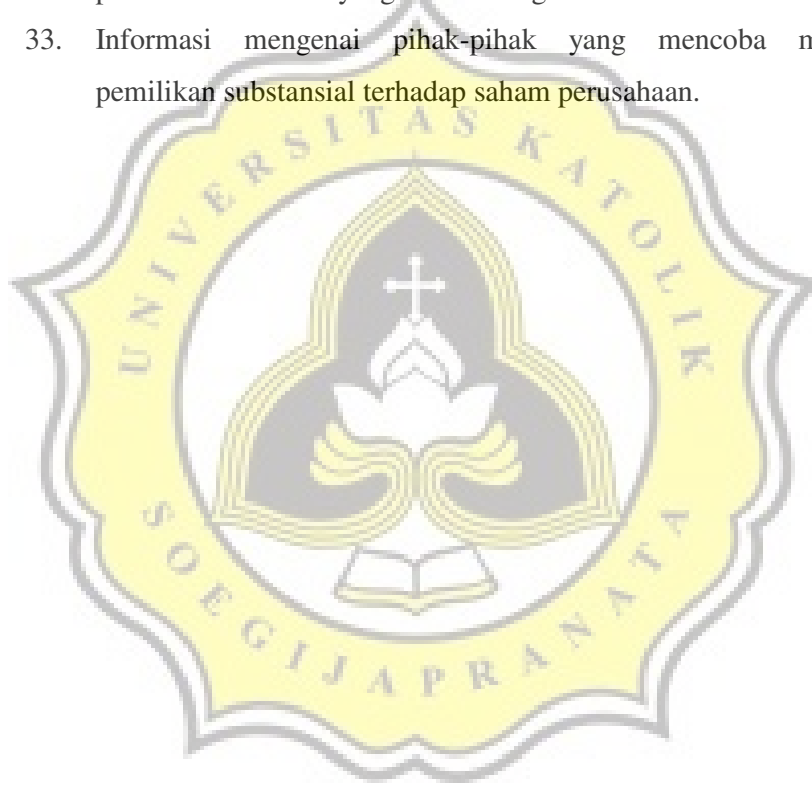 33. Informasi mengenai pihak-pihak yang mencoba
pemilikan substansial terhadap saham perusahaan.
UNIVERSITAS KATOLIK
SOEGIJAPRANATA